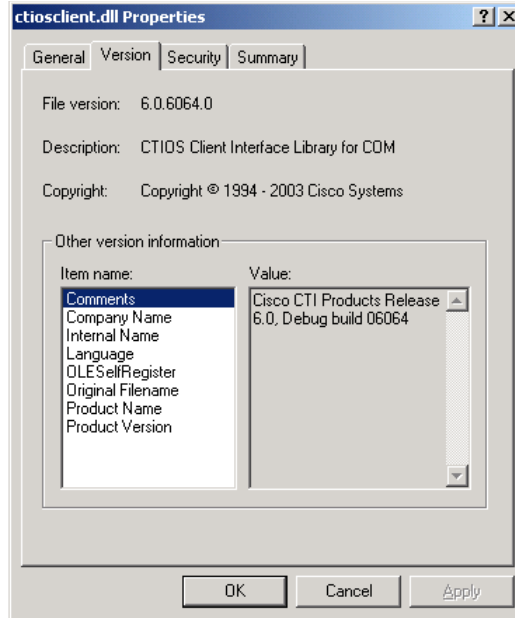 ctiosclient.dll Properties
General Version Security Summary
File version: 6.0.6064.0
Description: CTIOS Client Interface Library for COM
Copyright: Copyright © 1994 - 2003 Cisco Systems
Other version information
Item name: Value:
Comments
Company Name
Internal Name
Language
OLESelfRegister
Original Filename
Product Name
Product Version
Cisco CTI Products Release
6.0, Debug build 06064
OK Cancel Apply